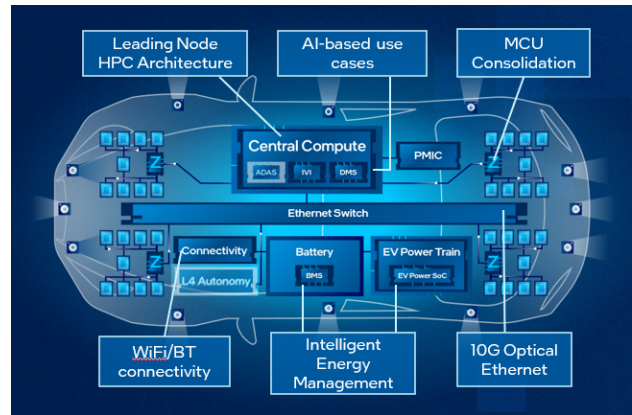 Leading Node
HPC Architecture
AI-based use
cases
MCU
Consolidation
Central Compute
ADAS
IVI
DMS
PMIC
Z
Z
Ethernet Switch
Connectivity
L4 Autonomy
Battery
BMS
EV Power Train
EV Power SoC
Z
Z
WiFi/BT
connectivity
Intelligent
Energy
Management
10G Optical
Ethernet